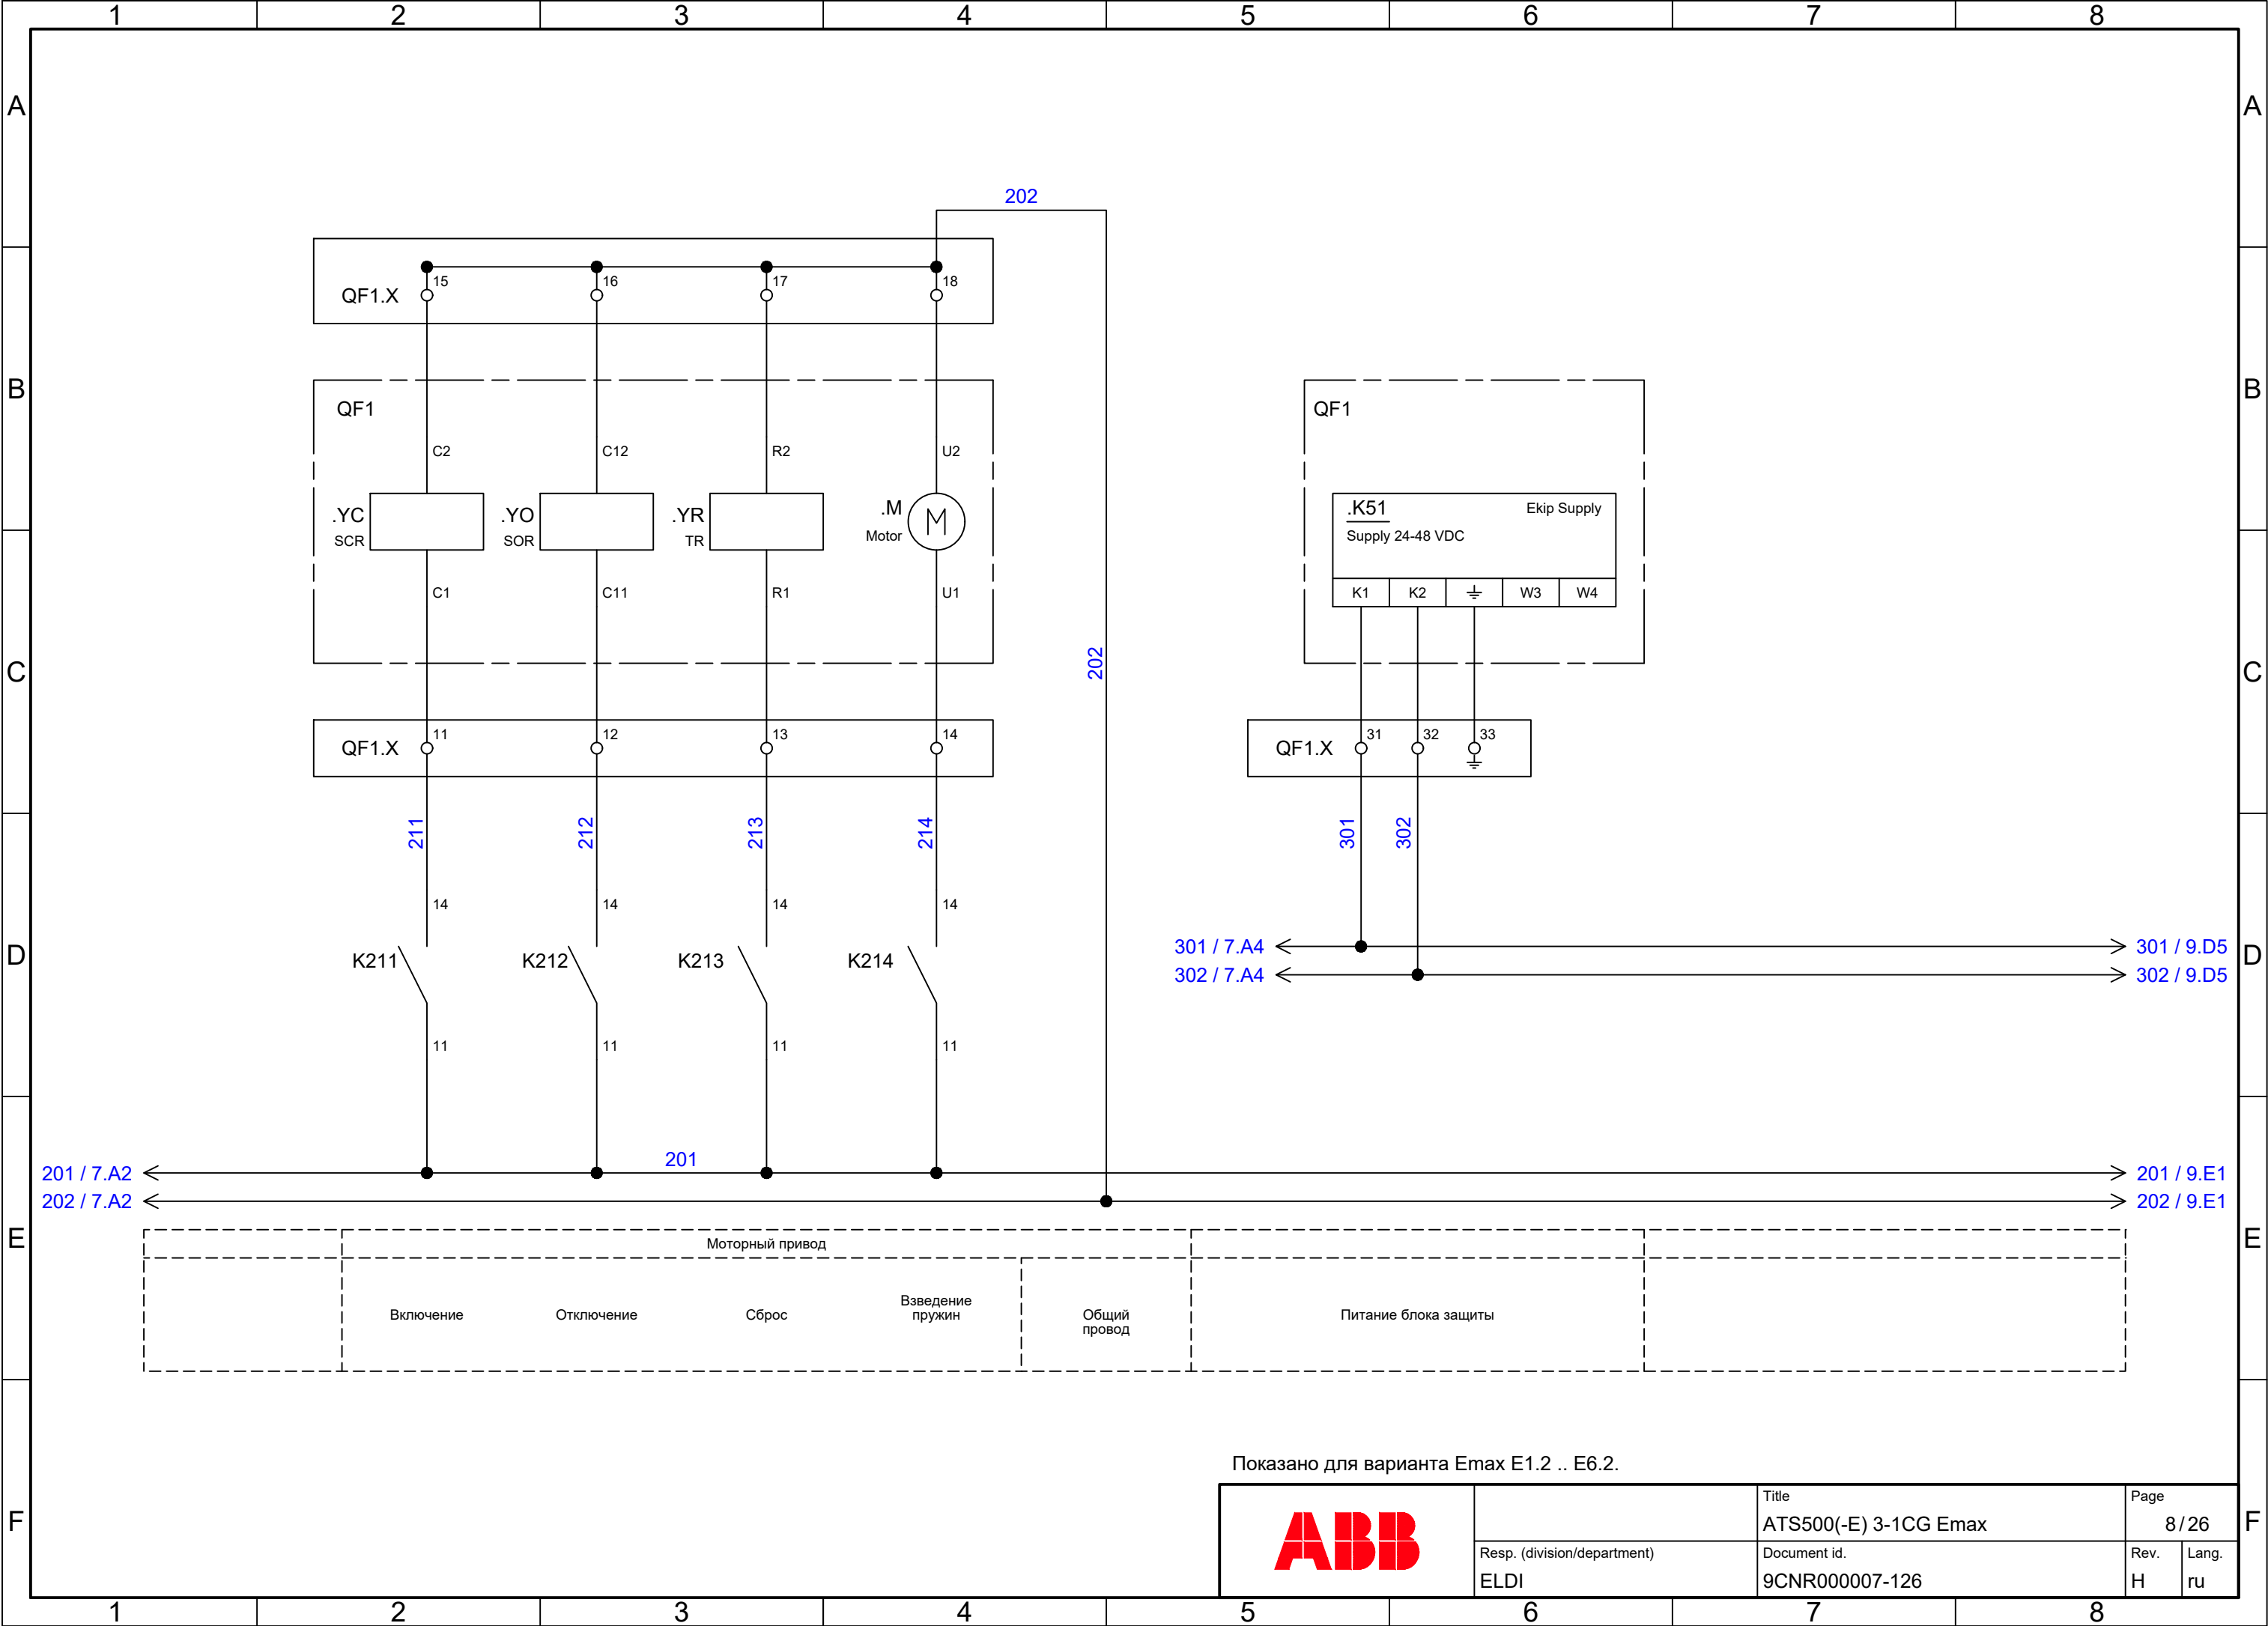 1 2 3 4 5 6 7 8
A A
202
15 16 17 18
QF1.X
B B
QF1 QF1
C2 C12 R2 U2
.YC .YO .YR .M M
SCR SOR TR Motor
.K51 Ekip Supply
Supply 24-48 VDC
C1 C11 R1 U1
K1 K2 W3 W4
202
C C
11 12 13 14
QF1.X
31 32 33
QF1.X
211 212 213 214
301 302
14 14 14 14
D D
K211 K212 K213 K214
301 / 7.A4 301 / 9.D5
302 / 7.A4 302 / 9.D5
11 11 11 11
201
201 / 7.A2 201 / 9.E1
202 / 7.A2 202 / 9.E1
E E
Моторный привод
Включение Отключение Сброс
Взведение
пружин
Общий
провод
Питание блока защиты
Показано для варианта Emax E1.2 .. E6.2.
F F
ABB
Title
ATS500(-E) 3-1CG Emax
Page
8 / 26
Resp. (division/department)
ELDI
Document id.
9CNR000007-126
Rev.
H
Lang.
ru
1 2 3 4 5 6 7 8